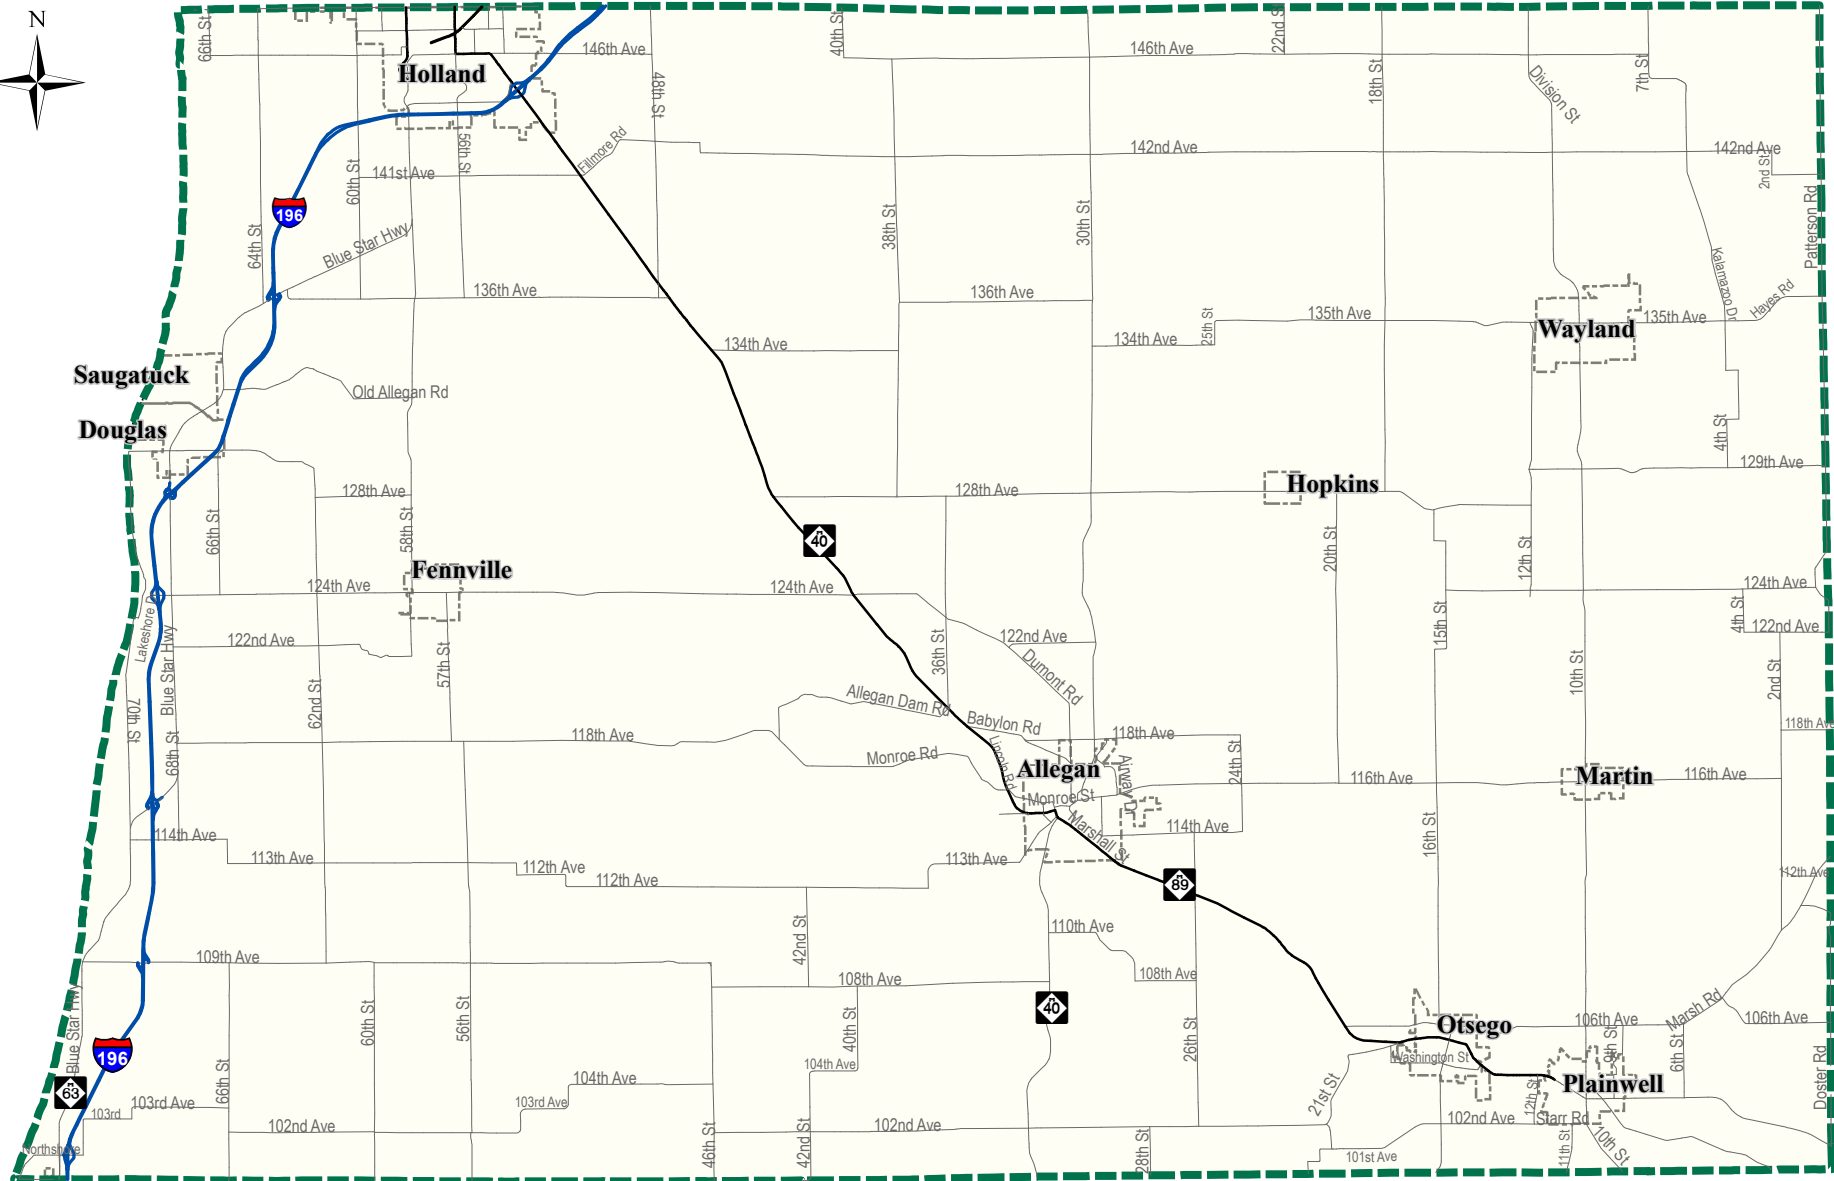 N
66th St
146th Ave
40th St
146th Ave
22nd S
Holland
48th St
18th St
Division St
7th St
56th St
Fillmore Rd
142nd Ave
142nd Ave
2nd St
60th St
141st Ave
196
64th St
Blue Star Hwy
38th St
30th St
Patterson Rd
Kalamazoo Dr
Hayes Rd
136th Ave
136th Ave
25th St
135th Ave
Wayland
135th Ave
134th Ave
134th Ave
Saugatuck
Old Allegan Rd
Douglas
4th St
129th Ave
128th Ave
128th Ave
Hopkins
66th St
58th St
40
20th St
12th St
Fennville
124th Ave
124th Ave
124th Ave
Lakeshore D
Blue Star Hwy
122nd Ave
57th St
36th St
122nd Ave
Dumont Rd
15th St
4th St
122nd Ave
10th St
2nd St
62nd St
70th St
Allegan Dam Rd
Babylon Rd
118th Ave
118th Ave
118th Ave
68th St
Monroe Rd
Lincoln Rd
Allegan
Airway Dr
24th St
116th Ave
Martin
116th Ave
Monroe St
Marshall St
114th Ave
114th Ave
16th St
113th Ave
112th Ave
112th Ave
113th Ave
89
112th Ave
42nd St
110th Ave
109th Ave
108th Ave
108th Ave
Blue Star Hwy
60th St
56th St
40th St
40
26th St
Otsego
106th Ave
Marsh Rd
106th Ave
9th St
6th St
Washington St
196
66th St
104th Ave
104th Ave
63
103rd
103rd Ave
103rd Ave
21st St
12th St
Plainwell
Doster Rd
102nd Ave
102nd Ave
102nd Ave
Starr Rd
Northshore
46th St
42nd St
28th St
101st Ave
11th St
10th St